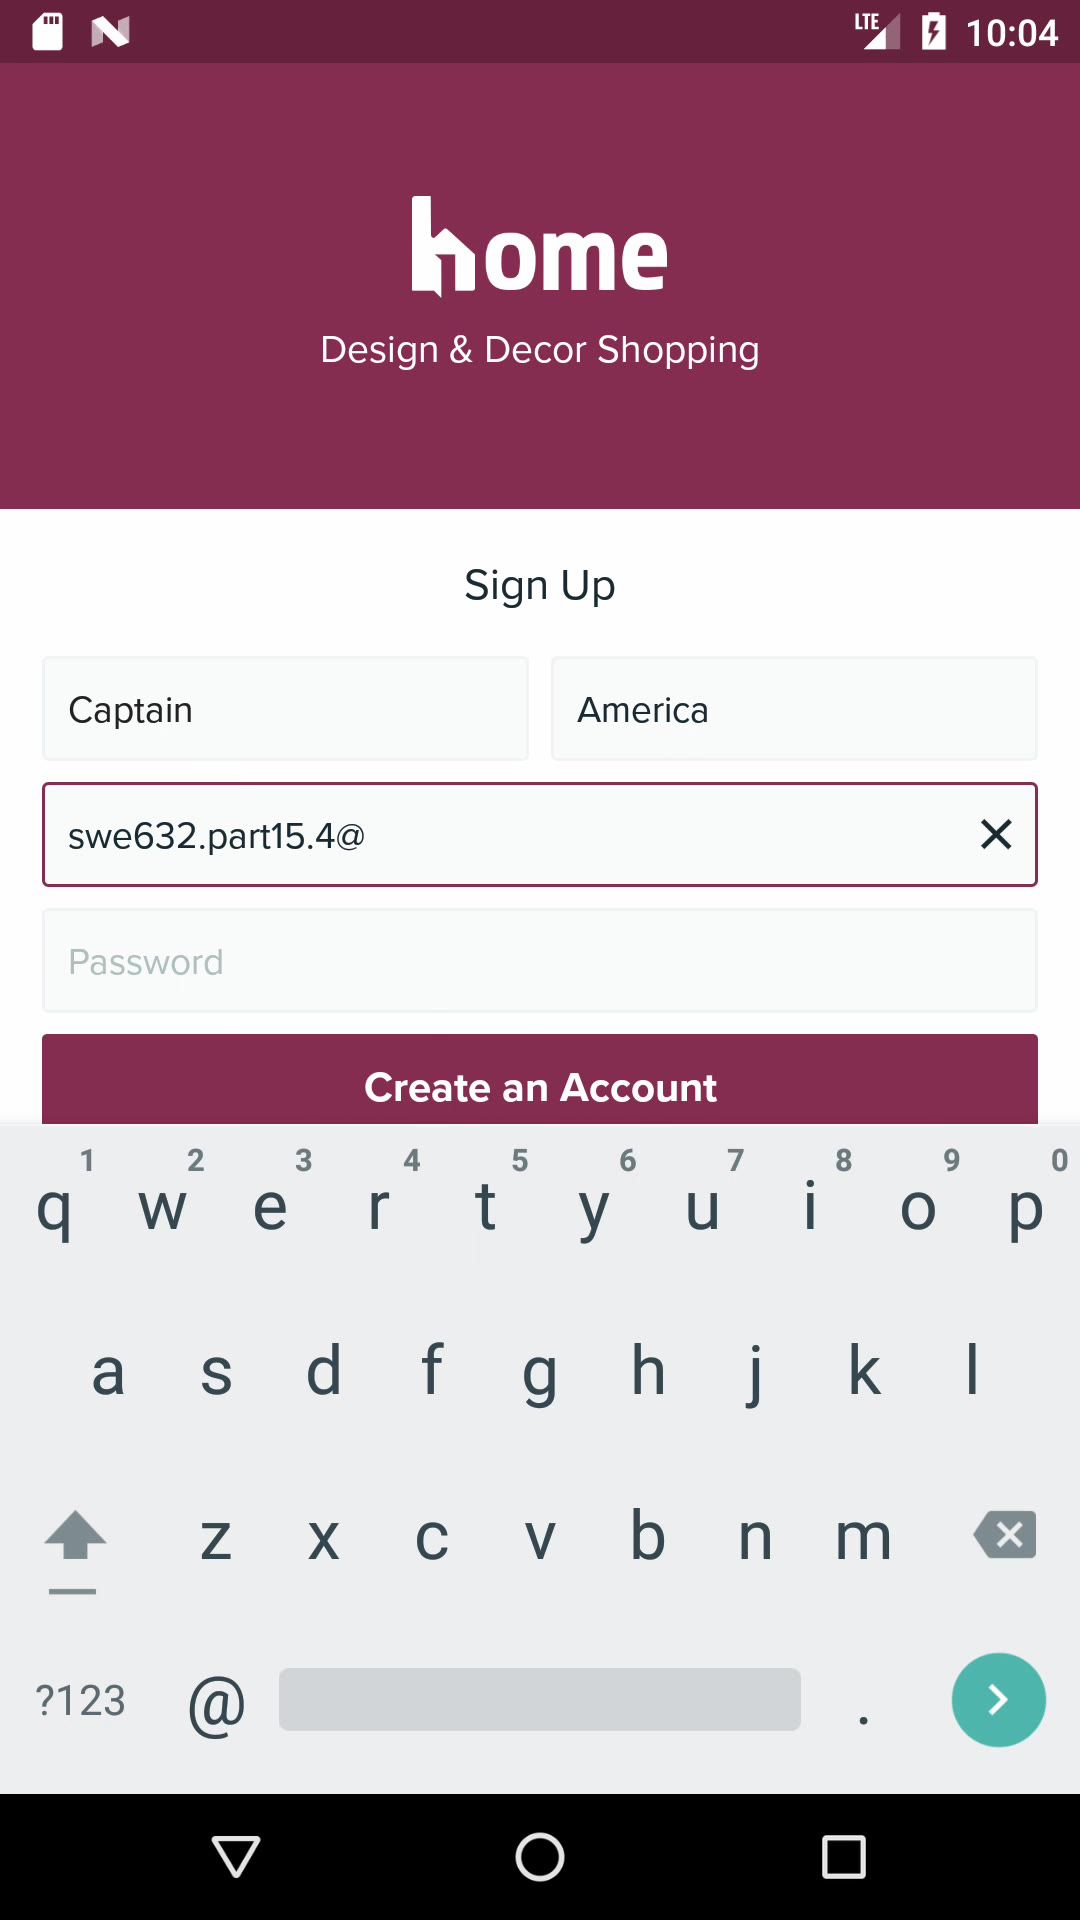 LTE 10:04
home
Design & Decor Shopping
Sign Up
Captain America
swe632.part15.4@
Password
Create an Account
1 2 3 4 5 6 7 8 9 0
q w e r t y u i o p
a s d f g h j k l
z x c v b n m
?123 @ .